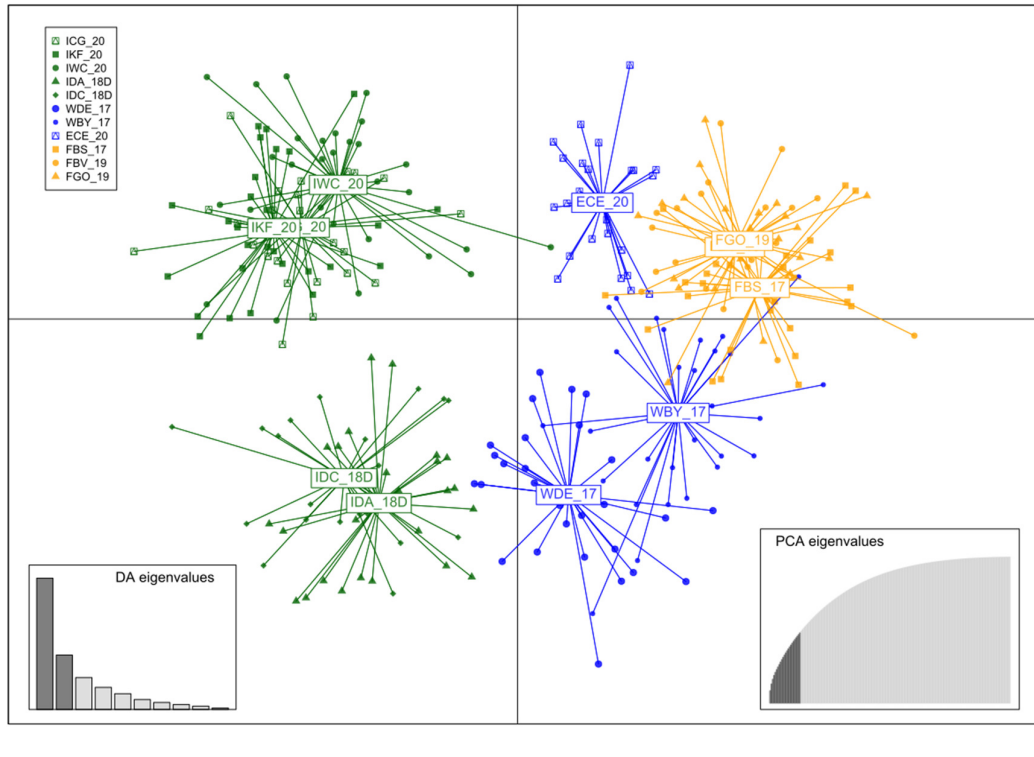 ICG_20
IKF_20
IWC_20
IDA_18D
IDC_18D
WDE_17
WBY_17
ECE_20
FBS_17
FBV_19
FGO_19
IWC_20
ECE_20
IKF_20
_20
FGO_19
FBS_17
WBY_17
IDC_18D
WDE_17
IDA_18D
PCA eigenvalues
DA eigenvalues